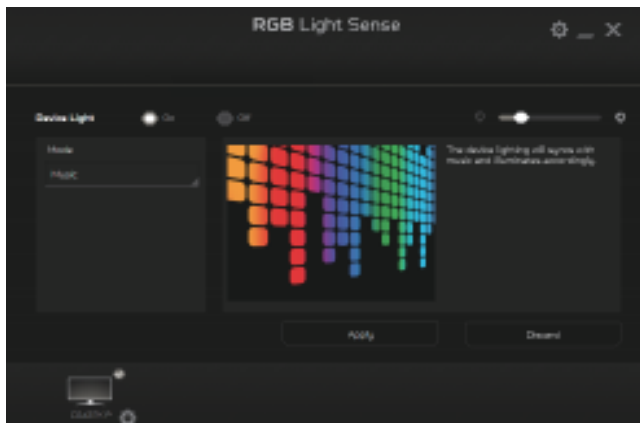 RGB Light Sense
Device Light
On
Off
Mode
Music
The device lighting will syncs with
music and illuminates accordingly.
Apply
Discard